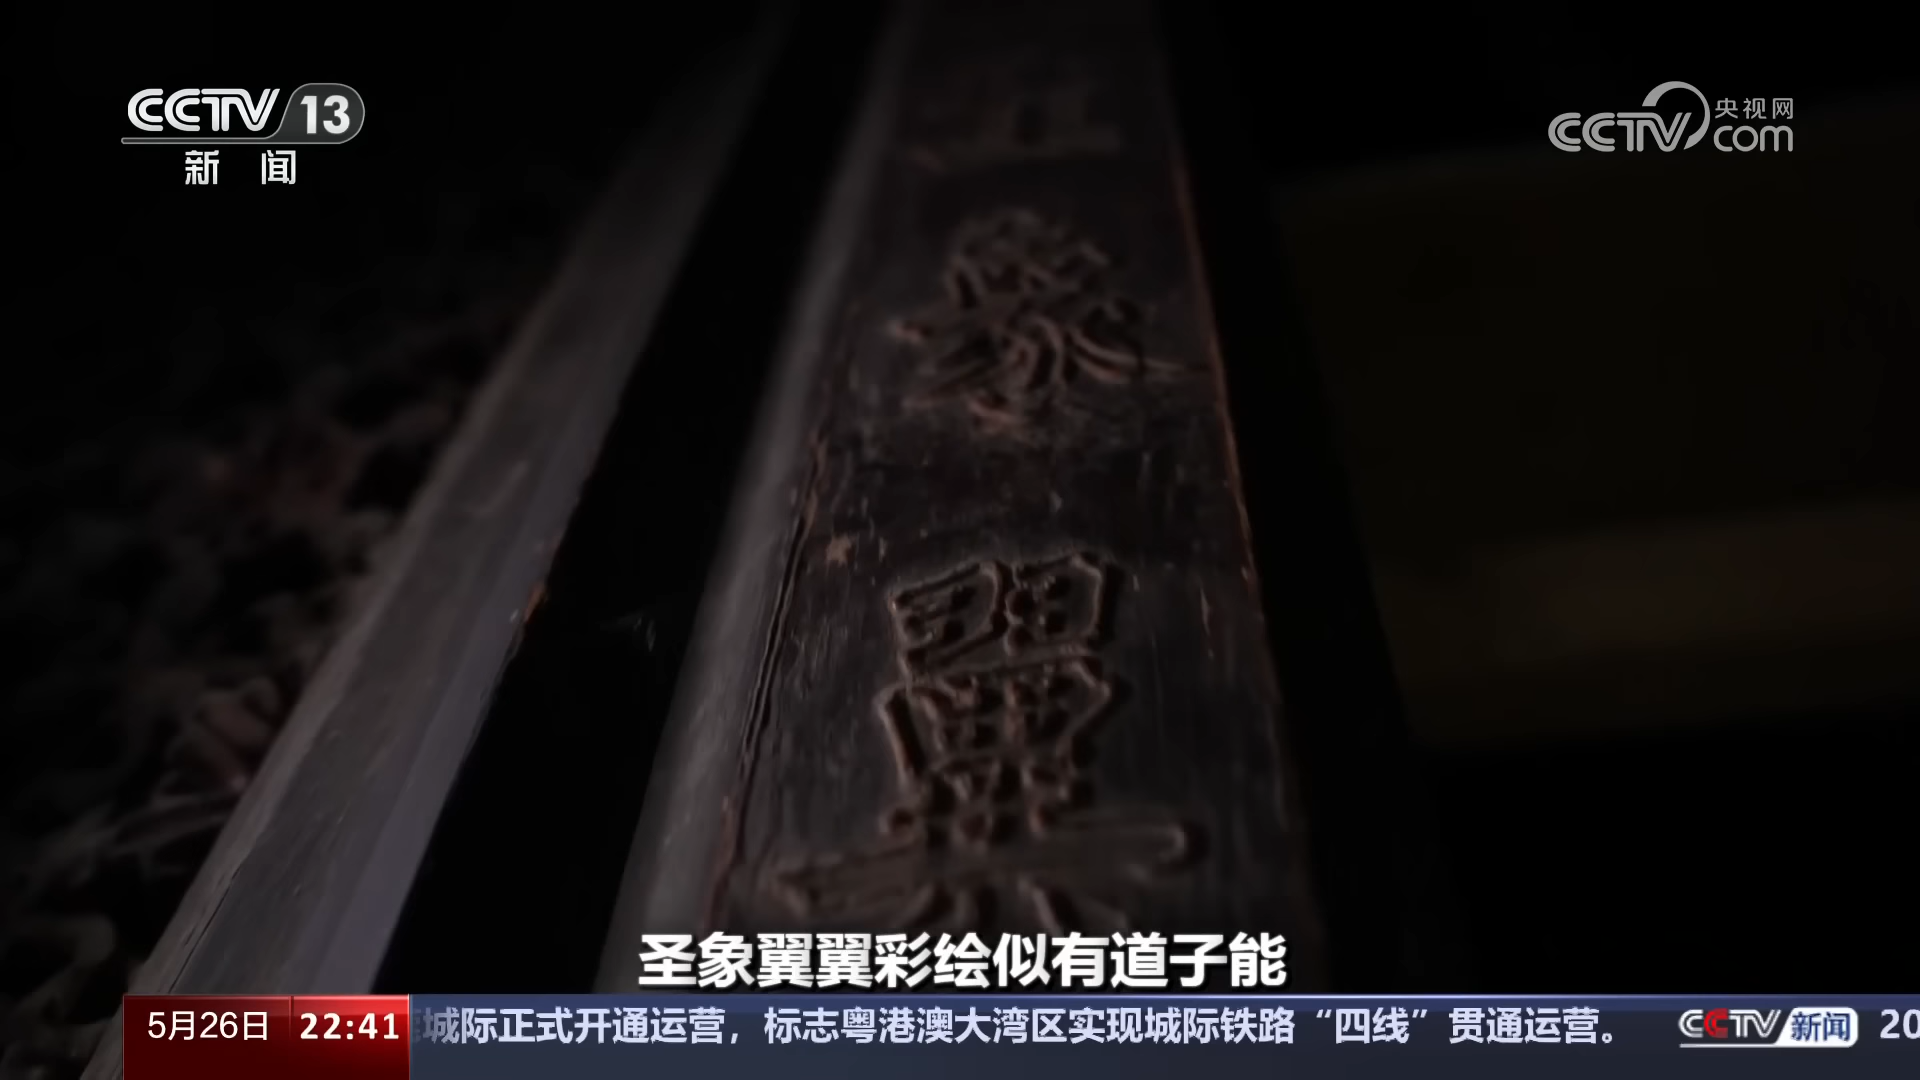 CCTV 13
新 闻
央视网
CCTV com
翼
圣象翼翼彩绘似有道子能
5月26日 22:41 城际正式开通运营，标志粤港澳大湾区实现城际铁路“四线”贯通运营。 CCTV 新闻 20